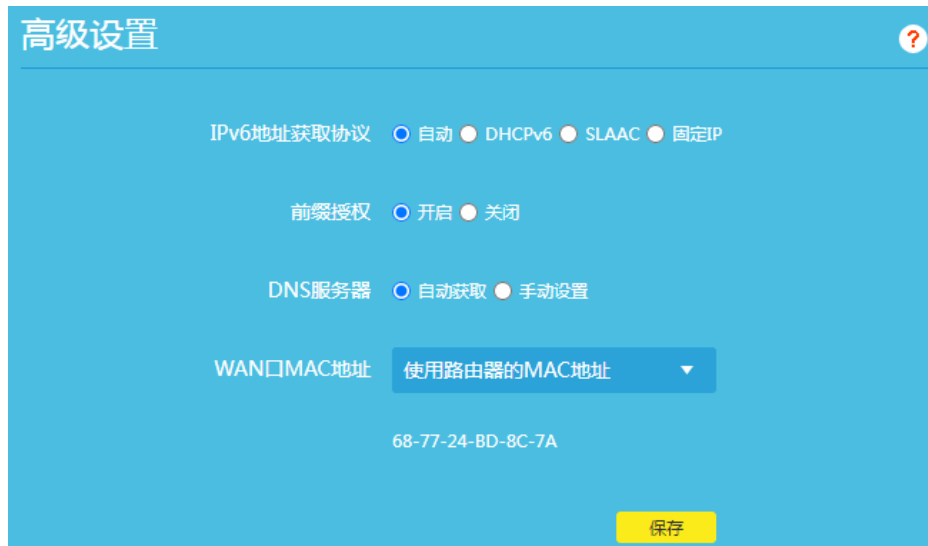 高级设置
?
IPv6地址获取协议 自动 DHCPv6 SLAAC 固定IP
前缀授权 开启 关闭
DNS服务器 自动获取 手动设置
WAN口MAC地址 使用路由器的MAC地址
68-77-24-BD-8C-7A
保存